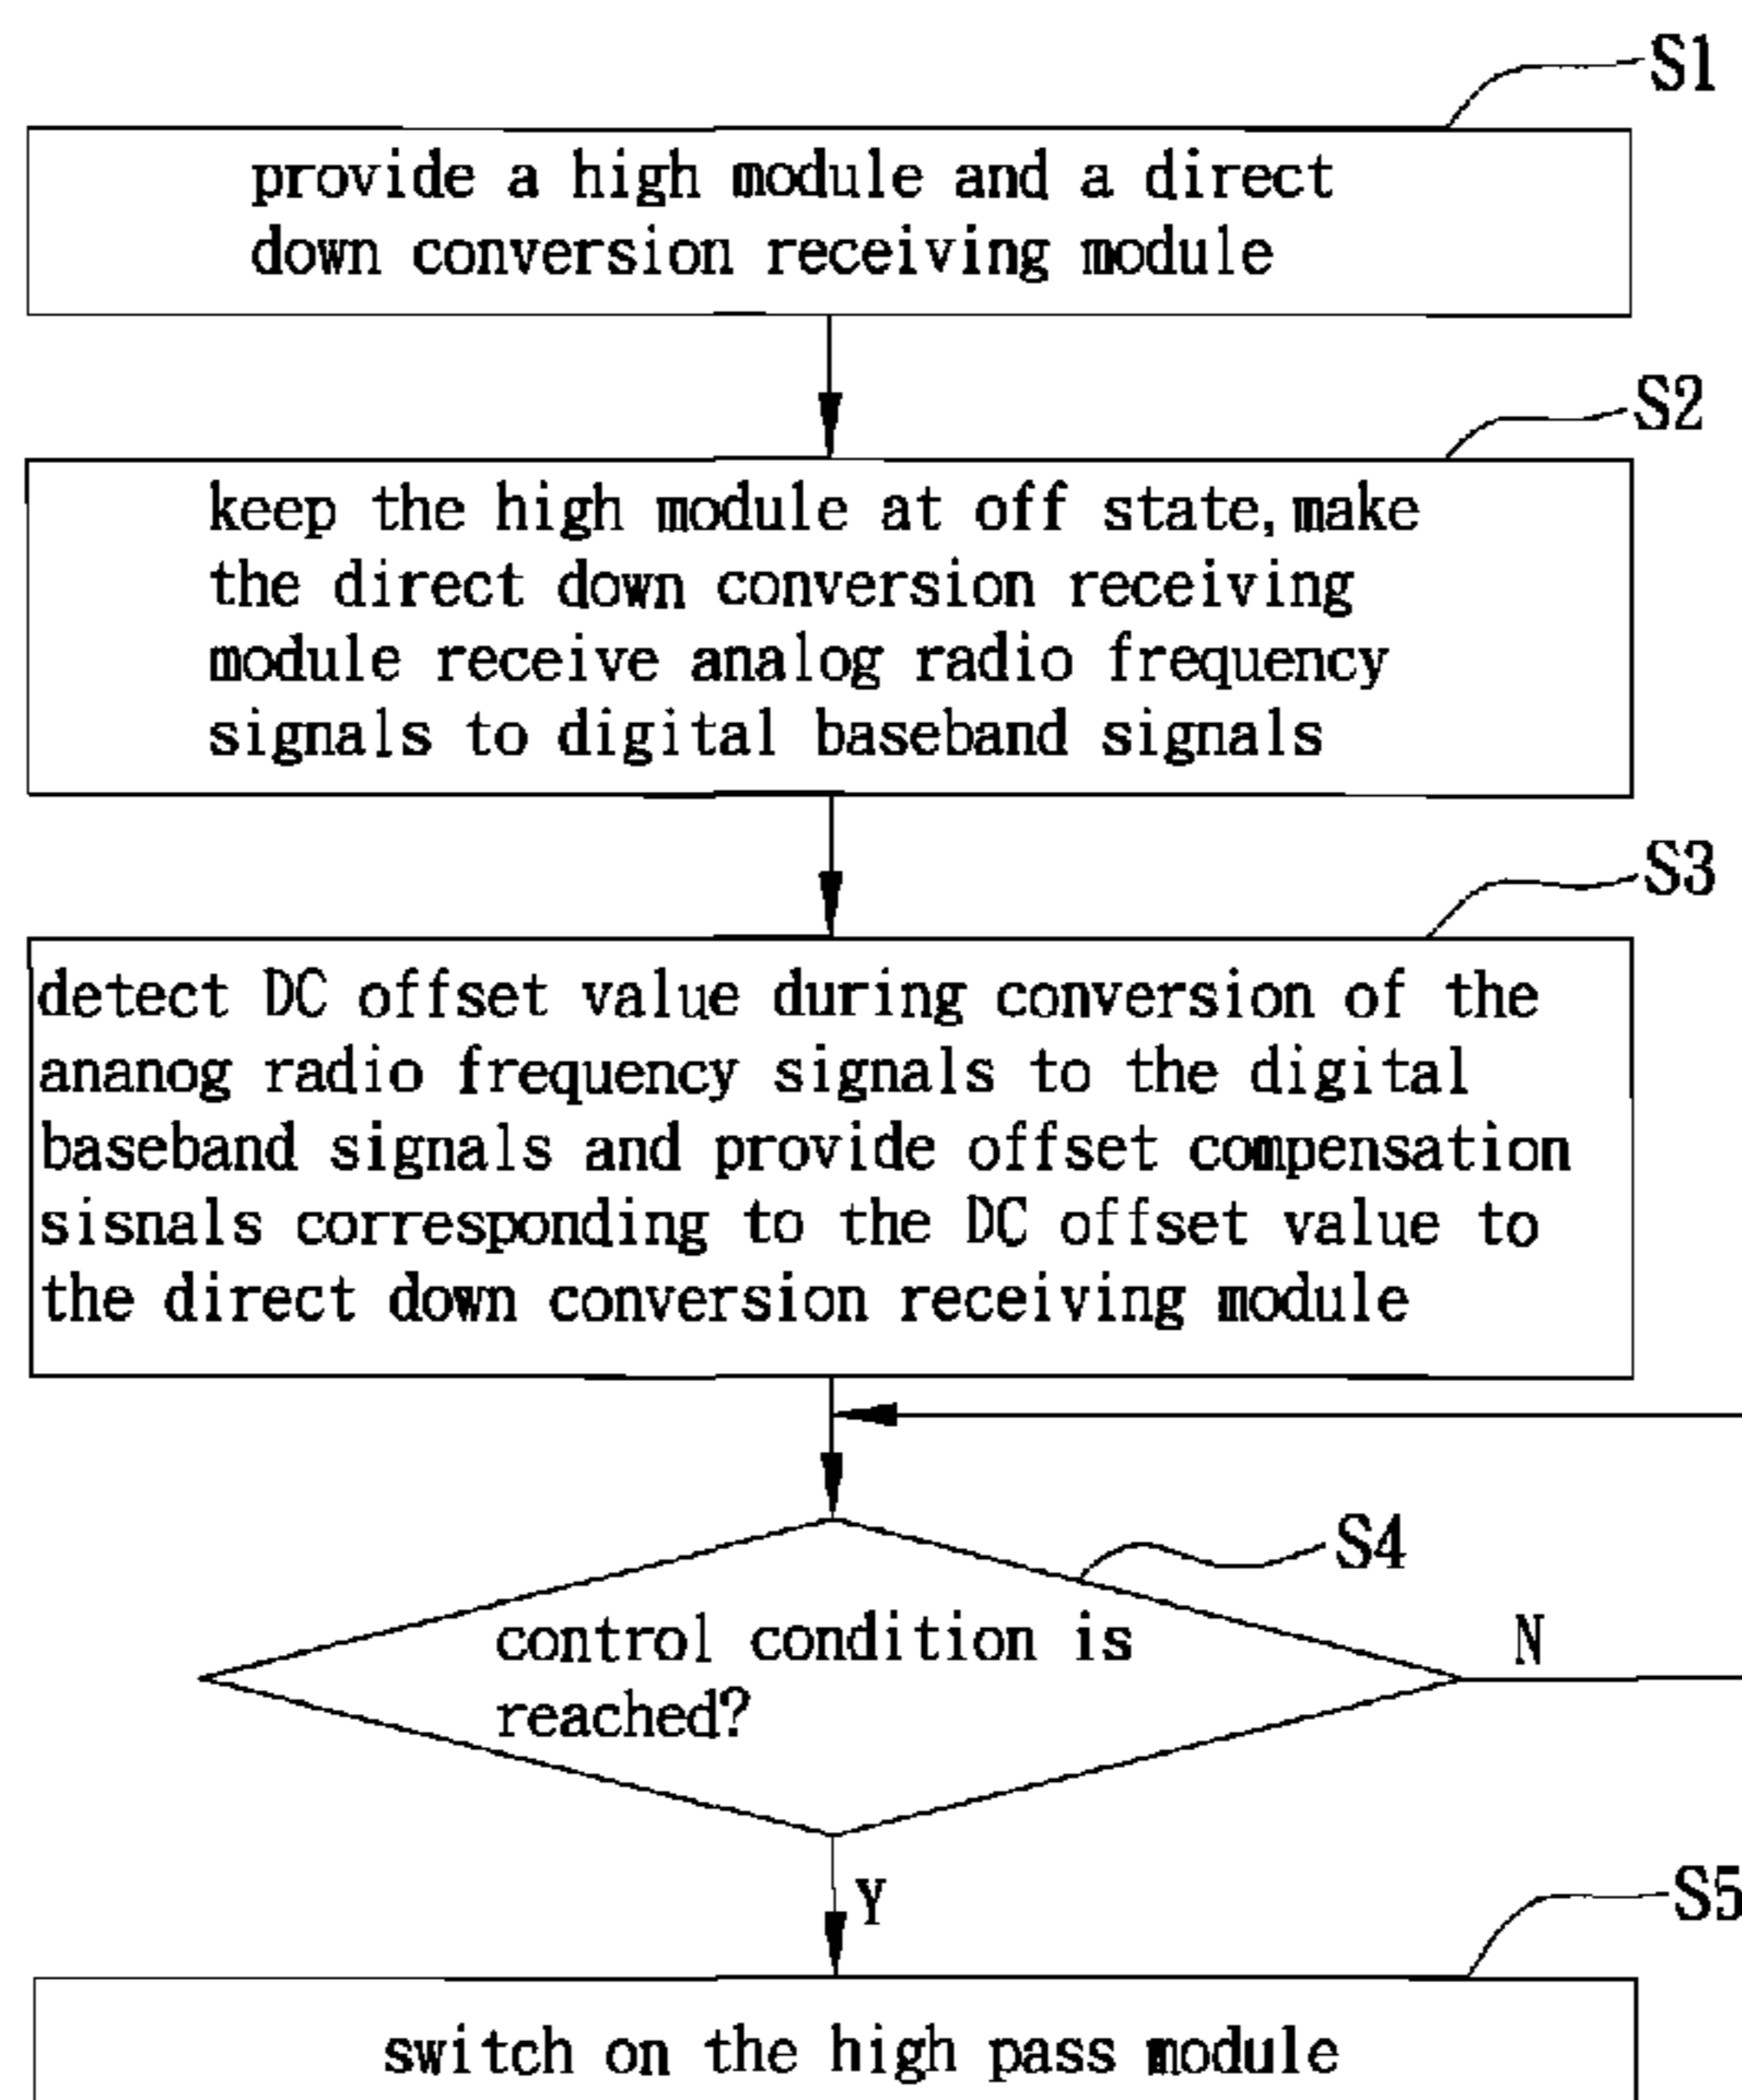 S1
provide a high module and a direct
down conversion receiving module
S2
keep the high module at off state, make
the direct down conversion receiving
module receive analog radio frequency
signals to digital baseband signals
S3
detect DC offset value during conversion of the
ananog radio frequency signals to the digital
baseband signals and provide offset compensation
sisnals corresponding to the DC offset value to
the direct down conversion receiving module
S4
control condition is
reached?
N
Y
S5
switch on the high pass module